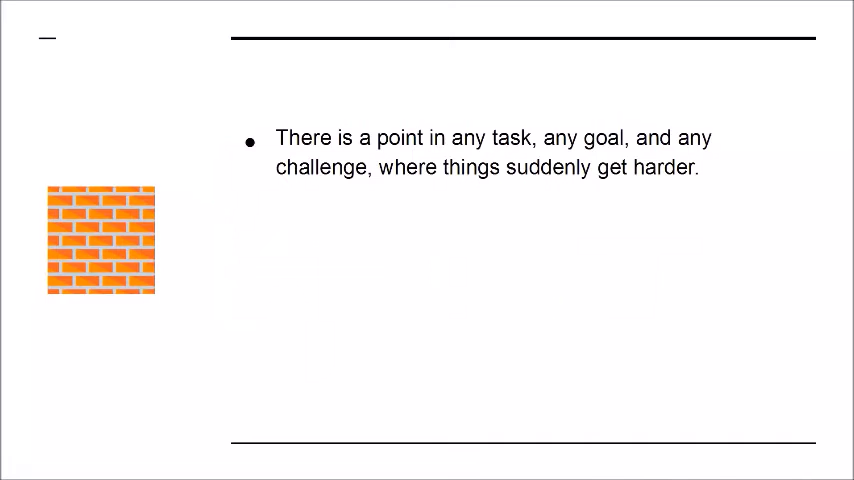 There is a point in any task, any goal, and any
challenge, where things suddenly get harder.